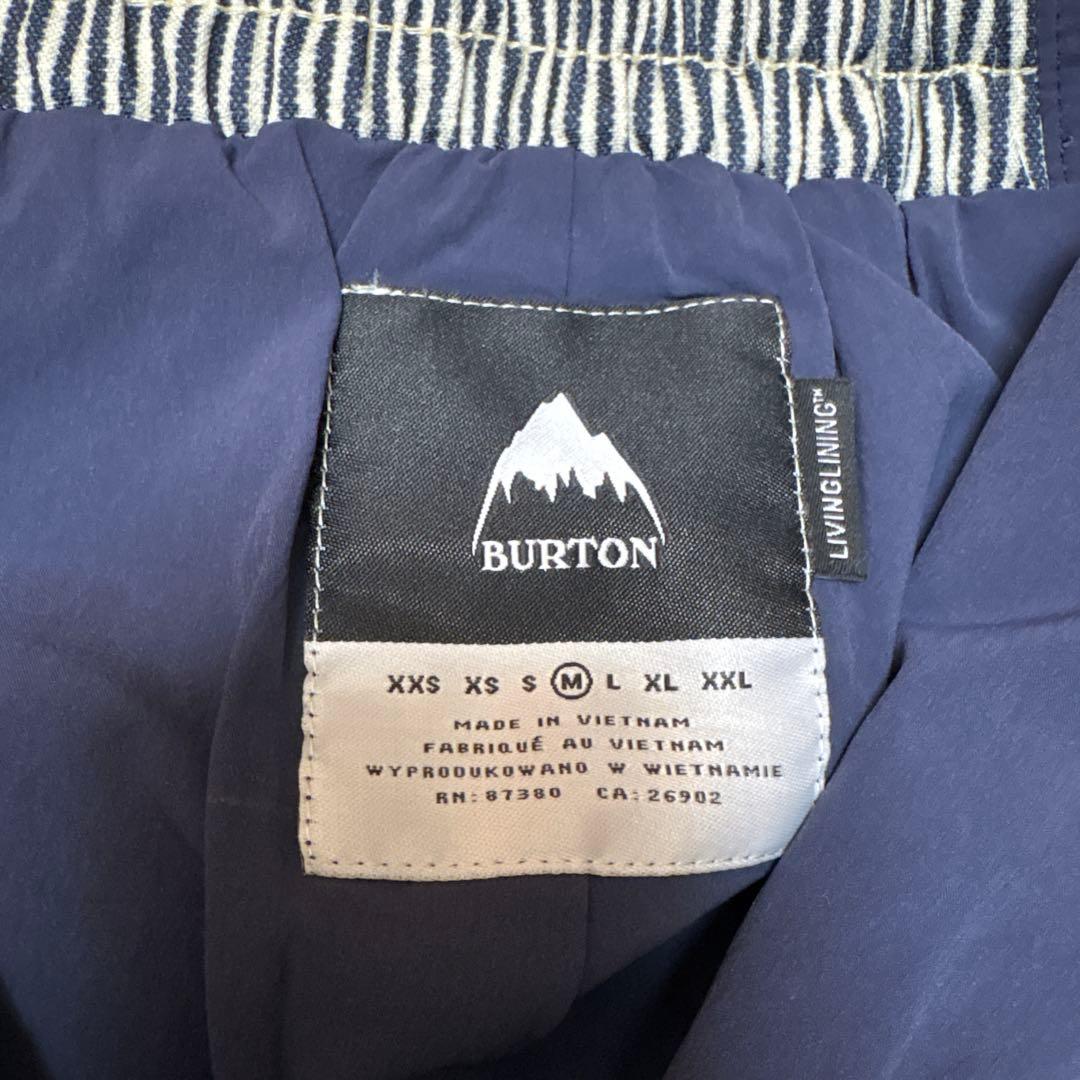 BURTON
LIVINGLINING™
XXS XS S M L XL XXL
MADE IN VIETNAM
FABRIQUÉ AU VIETNAM
WYPRODUKOWANO W WIETNAMIE
RN: 87380 CA: 26902